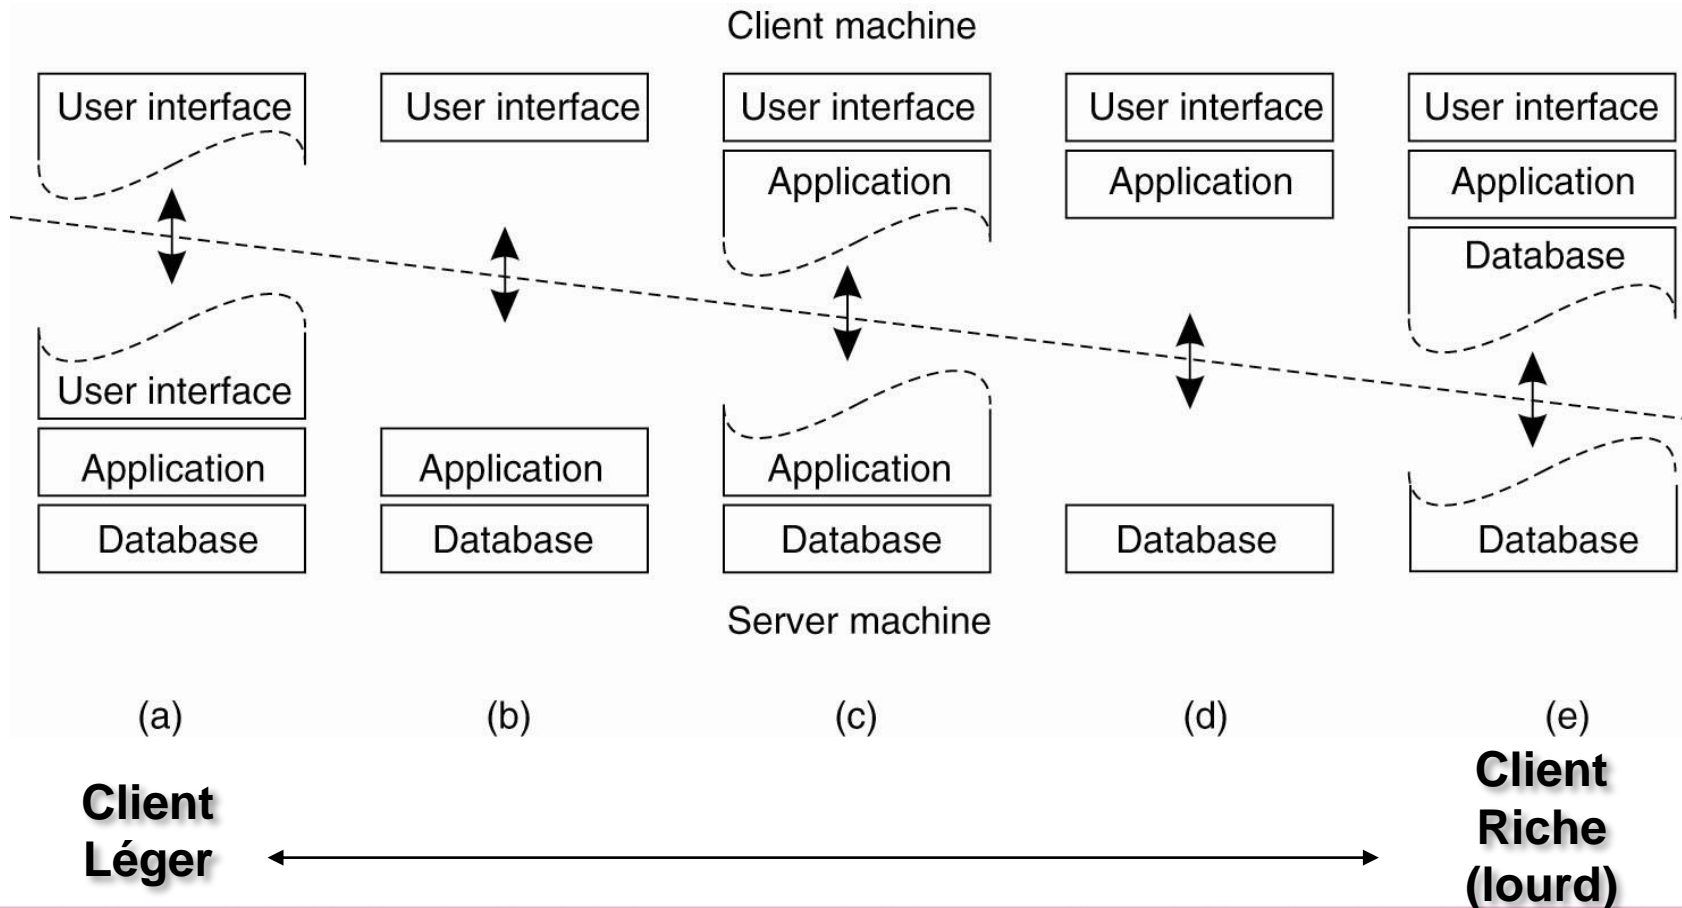 Client machine
User interface User interface User interface User interface User interface
Application Application Application
Database
User interface
Application Application Application
Database Database Database Database Database
Server machine
(a) (b) (c) (d) (e)
Client
Léger
Client
Riche
(lourd)